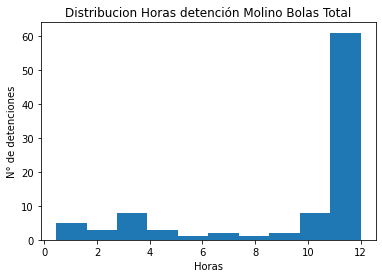 Distribucion Horas detención Molino Bolas Total
N° de detenciones
60
50
40
30
20
10
0
0 2 4 6 8 10 12
Horas